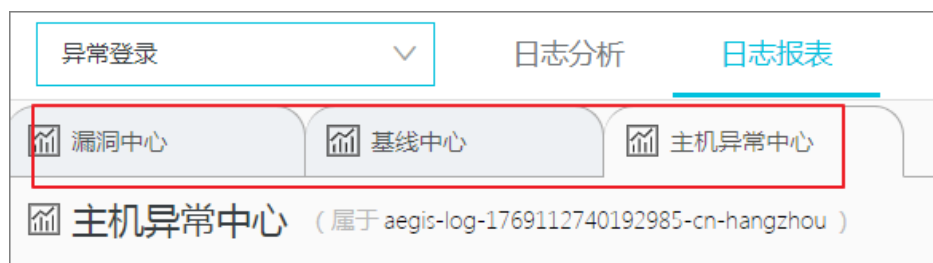 异常登录 日志分析 日志报表
漏洞中心 基线中心 主机异常中心
主机异常中心 （属于 aegis-log-1769112740192985-cn-hangzhou ）